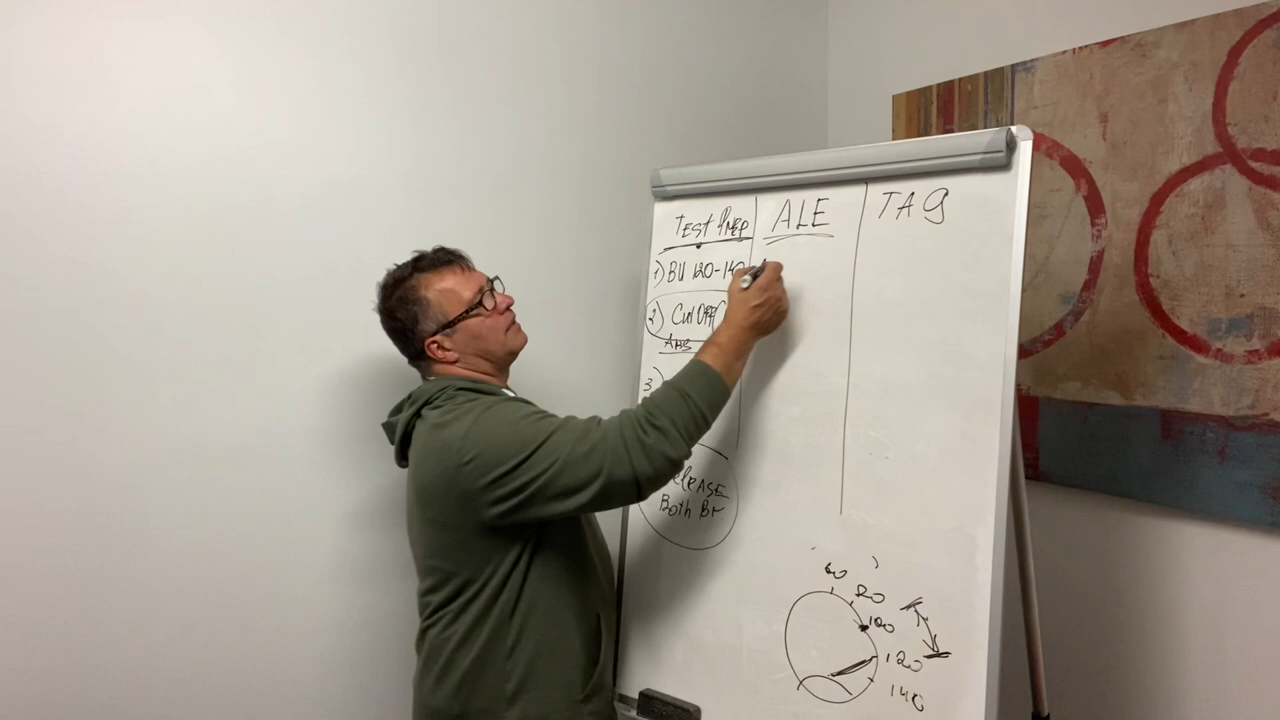 TEST PREP
ALE
TAG
1) BU 120-140
2) Cut OFF
AMS
3)
RELEASE
Both Br.
60
80
100
120
140